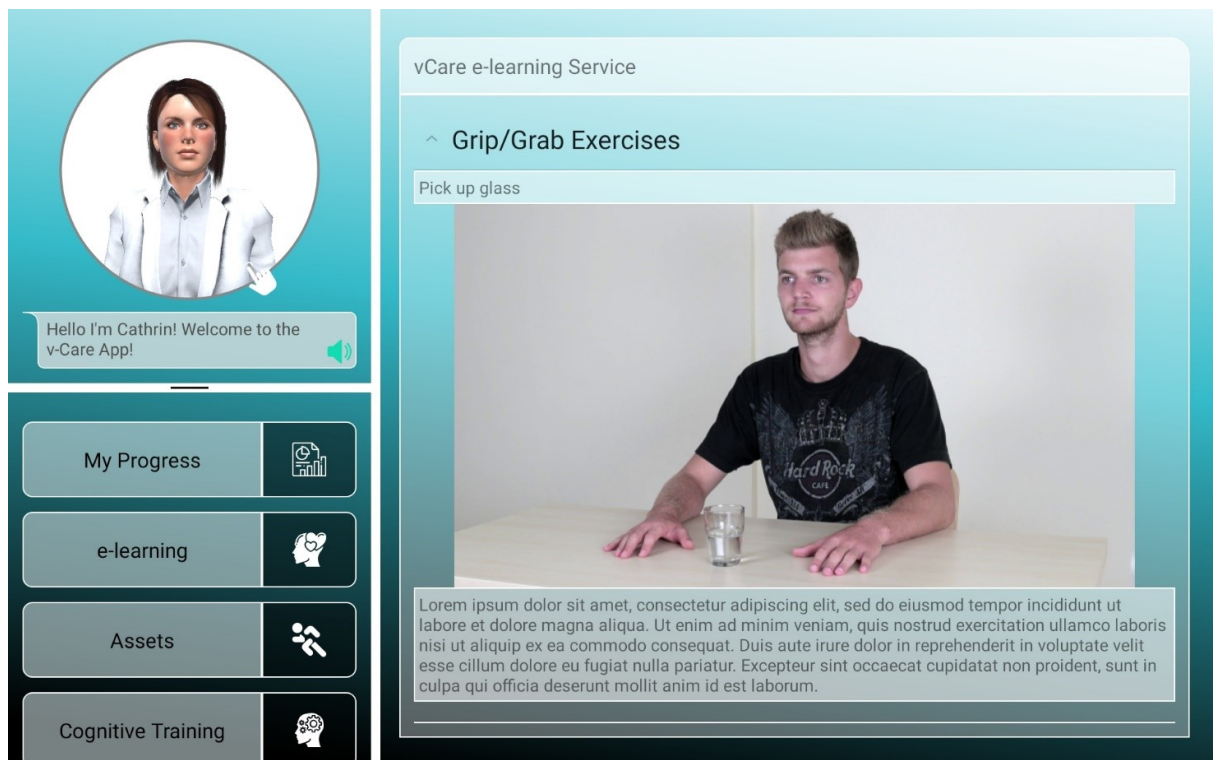 Hello I'm Cathrin! Welcome to the
v-Care App!
My Progress
e-learning
Assets
Cognitive Training
vCare e-learning Service
Grip/Grab Exercises
Pick up glass
Hard Rock
CAFE
Lorem ipsum dolor sit amet, consectetur adipiscing elit, sed do eiusmod tempor incididunt ut
labore et dolore magna aliqua. Ut enim ad minim veniam, quis nostrud exercitation ullamco laboris
nisi ut aliquip ex ea commodo consequat. Duis aute irure dolor in reprehenderit in voluptate velit
esse cillum dolore eu fugiat nulla pariatur. Excepteur sint occaecat cupidatat non proident, sunt in
culpa qui officia deserunt mollit anim id est laborum.